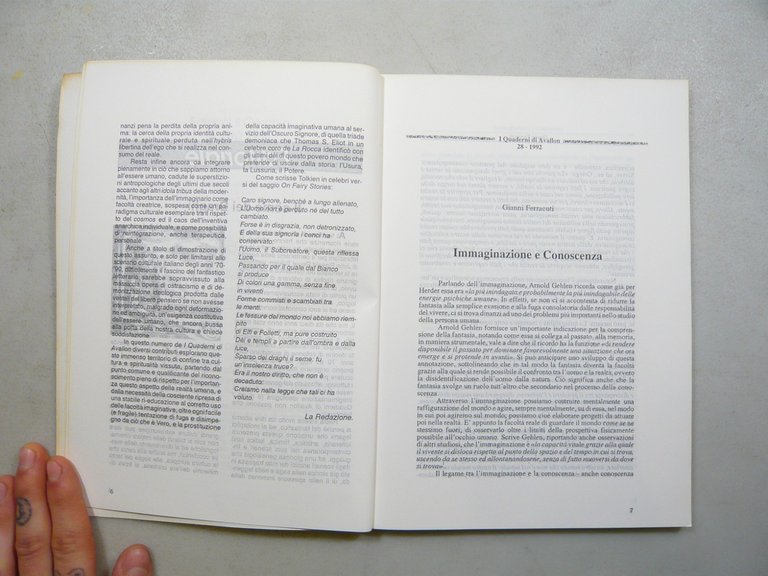 nanzi pena la perdita della propria ani-
ma: la cerca della propria identità cultu-
rale e spirituale perduta nell'hybris
libertina dell'ego che si realizza nel con-
sumo del reale.
Resta infine ancora da integrare
pienamente in ciò che sappiamo attorno
all'essere umano, cadute le superstizio-
ni antropologiche degli ultimi due secoli
accanto agli altri idola tribus della moder-
nità, l'importanza dell'immaginario come
facoltà creatrice, sospesa come un pa-
radigma culturale esemplare tra il rispet-
to del cosmos ed il caos dell'inventiva
anarchica individuale, e come possibilità
di reintegrazione, anche terapeutica,
personale.
Anche a titolo di dimostrazione di
questo assunto, e solo per limitarsi allo
scenario culturale italiano degli anni '70-
'90, difficilmente il fascino del fantastico
letterario sarebbe sopravvissuto alla
massiccia opera di ostracismo e di de-
monizzazione ideologica prodotta dalle
vestali del libero pensiero se non avesse
interpretato, malgrado ogni deformazio-
ne ed ambiguità, un'esigenza costitutiva
dell'essere umano, che ancora bussa
alla porta della nostra cultura e chiede
soddisfazione.
In questo numero de I Quaderni di
Avallon diversi contributi esplorano que-
sto immenso territorio di confine tra cul-
tura e spiritualità vissuta, partendo dal
punto comune e qualificante del ricono-
scimento pieno di rispetto per l'importan-
za questo aspetto della realtà umana, e
dalla necessità della cosciente ripresa di
una stabile ri-educazione al corretto uso
delle facoltà immaginative, oltre ogni facile
(e fragile) tentazione di fuga e disimpe-
gno da ciò che è Vero, e la prostituzione
6
della capacità imaginativa umana al ser-
vizio dell'Oscuro Signore, di quella triade
demoniaca che Thomas S. Eliot in un
celebre coro de La Rocca identificò con
gli dèi di questo povero mondo che
pretende di uscire dalla storia: l'Usura,
la Lussuria, il Potere.
Come scrisse Tolkien in celebri ver-
si del saggio On Fairy Stories:
Caro signore, benchè a lungo alienato,
L'Uomo non è perduto né del tutto
cambiato.
Forse è in disgrazia, non detronizzato,
E della sua signoria i cenci ha
conservato:
l'Uomo, il Subcreatore, questa riflessa
Luce,
Passando per il quale dal Bianco
si produce
Di colori una gamma, senza fine
in viventi
Forme commisti e scambiati fra
le menti.
Le fessure del mondo noi abbiamo riem-
pito
Di Elfi e Folletti, ma pure costruito
Dèi e templi a partire dall'ombra e dalla
luce,
Sparso dei draghi il seme: fu
un'insolenza truce?
Era il nostro diritto, che non è
decaduto:
Creiamo nalla legge che tali ci ha
voluto.
La Redazione.
I Quaderni di Avallon
28 - 1992
Gianni Ferracuti
Immaginazione e Conoscenza
Parlando dell'immaginazione, Arnold Gehlen ricorda come già per
Herder essa era «la più inindagata e probabilmente la più inindagabile delle
energie psichiche umane». In effetti, se non ci si accontenta di ridurre la
fantasia alla semplice evasione e alla fuga consolatoria dalle responsabilità
del vivere, ci si trova dinanzi ad uno dei problemi più importanti nello studio
della persona umana.
Arnold Gehlen fornisce un'importante indicazione per la compren-
sione della fantasia, notando come essa si collega al passato, alla memoria,
in maniera strumentale, vale a dire che al ricordo ha la funzione «di rendere
disponibile il passato per dominare favorevolmente una situazione che ora
emerge e si protende in avanti». Si può anticipare uno sviluppo di questa
annotazione, sottolineando che in tal modo la fantasia diventa la facoltà
grazie alla quale si tende possibile il confronto tra l'uomo e la realtà, ovvero
la disidentificazione dell'uomo dalla natura. Ciò significa anche che la
fantasia svolge un ruolo nient'altro che secondario nel processo della
conoscenza.
Attraverso l'immaginazione possiamo costruire mentalmente una
raffigurazione del mondo e agire, sempre mentalmente, su di essa, nel modo
in cui poi agiremo sul mondo, possiamo cioè elaborare progetti da attuare
poi nella realtà. E' appunto la facoltà reale di guardare il mondo come se ne
stessimo fuori, di osservarlo oltre i limiti della prospettiva fisicamente
possibile all'occhio umano. Scrive Gehlen, riportando anche osservazioni
di altri studiosi, che l'immaginazione è «la capacità vitale grazie alla quale
il vivente si disloca rispetto al punto dello spazio e del tempo in cui si trova,
uscendo da se stesso ed allontanandosene, senza di fatto muoversi da dove
si trova».
Il legame tra l'immaginazione e la conoscenza - anche conoscenza
7